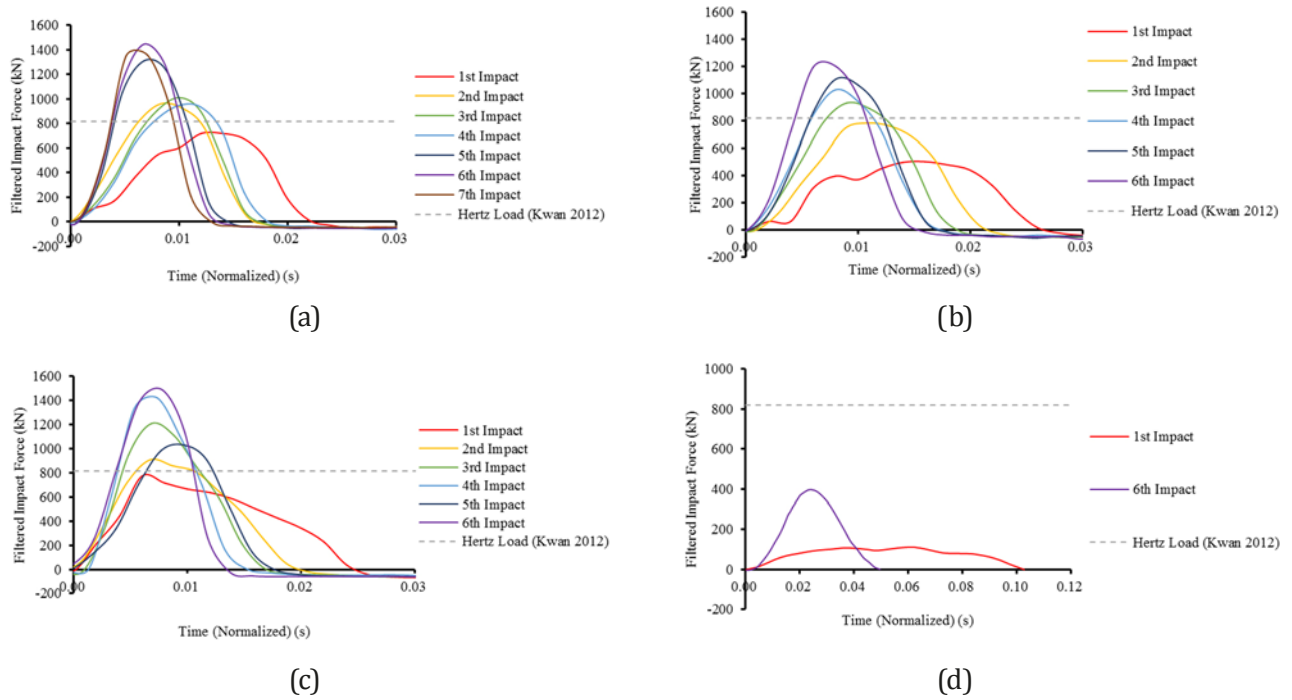 1600
1400
1200
1000
800
600
400
200
0
-200
Filtered Impact Force (kN)
0.00
0.01
0.02
0.03
Time (Normalized) (s)
1st Impact
2nd Impact
3rd Impact
4th Impact
5th Impact
6th Impact
7th Impact
Hertz Load (Kwan 2012)
(a)
1600
1400
1200
1000
800
600
400
200
0
-200
Filtered Impact Force (kN)
0.00
0.01
0.02
0.03
Time (Normalized) (s)
1st Impact
2nd Impact
3rd Impact
4th Impact
5th Impact
6th Impact
Hertz Load (Kwan 2012)
(b)
1600
1400
1200
1000
800
600
400
200
0
-200
Filtered Impact Force (kN)
0.00
0.01
0.02
0.03
Time (Normalized) (s)
1st Impact
2nd Impact
3rd Impact
4th Impact
5th Impact
6th Impact
Hertz Load (Kwan 2012)
(c)
1000
800
600
400
200
0
-200
Filtered Impact Force (kN)
0.00
0.02
0.04
0.06
0.08
0.10
0.12
Time (Normalized) (s)
1st Impact
6th Impact
Hertz Load (Kwan 2012)
(d)